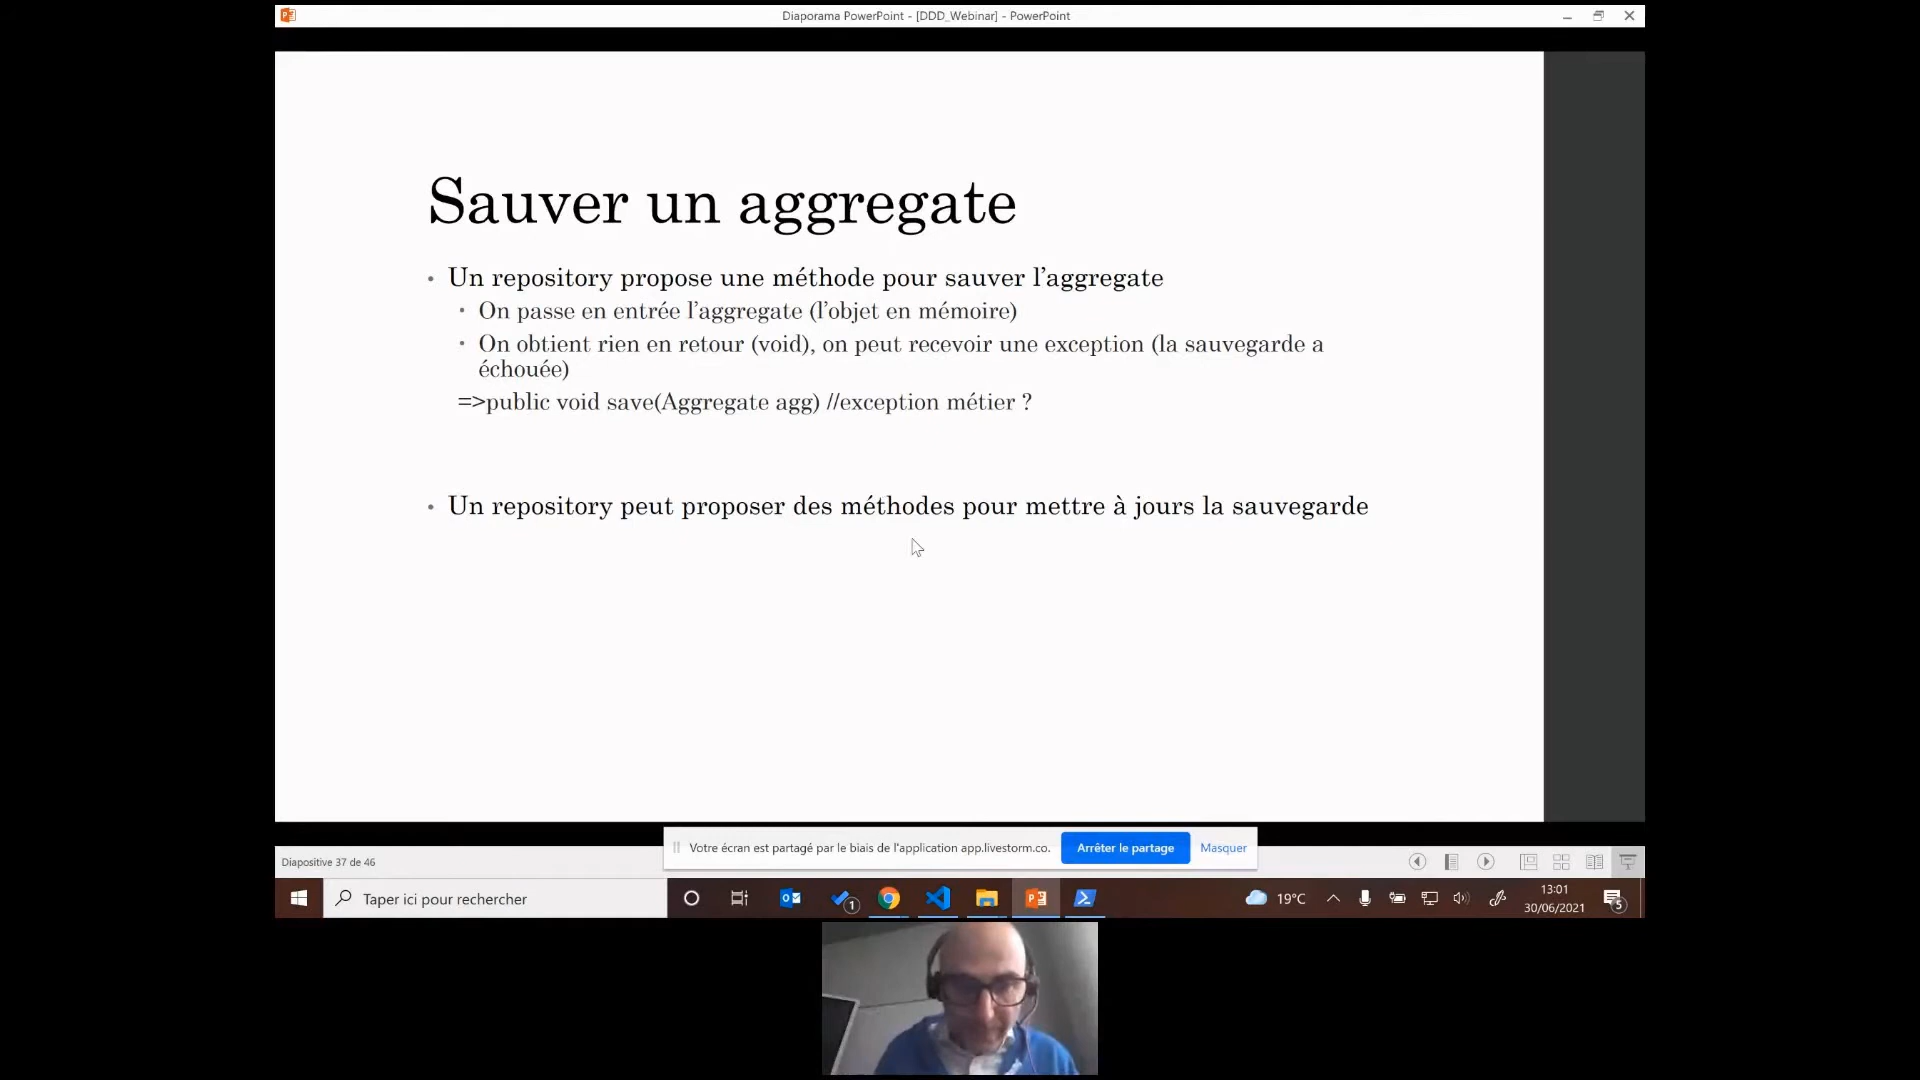 Diaporama PowerPoint - [DDD_Webinar] - PowerPoint
Sauver un aggregate
• Un repository propose une méthode pour sauver l’aggregate
• On passe en entrée l’aggregate (l’objet en mémoire)
• On obtient rien en retour (void), on peut recevoir une exception (la sauvegarde a
échouée)
=>public void save(Aggregate agg) //exception métier ?
• Un repository peut proposer des méthodes pour mettre à jours la sauvegarde
Votre écran est partagé par le biais de l'application app.livestorm.co.
Arrêter le partage
Masquer
Diapositive 37 de 46
Taper ici pour rechercher
1
19°C
13:01
30/06/2021
5